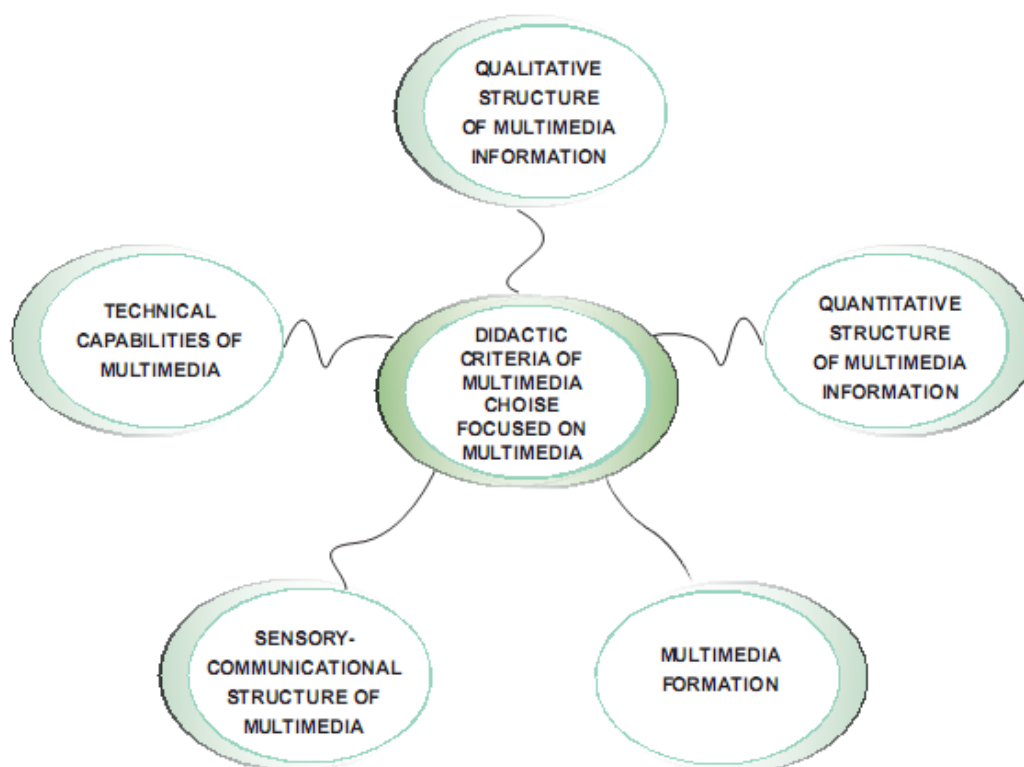 QUALITATIVE
STRUCTURE
OF MULTIMEDIA
INFORMATION
TECHNICAL
CAPABILITIES OF
MULTIMEDIA
DIDACTIC
CRITERIA OF
MULTIMEDIA
CHOISE
FOCUSED ON
MULTIMEDIA
QUANTITATIVE
STRUCTURE
OF MULTIMEDIA
INFORMATION
SENSORY-
COMMUNICATIONAL
STRUCTURE OF
MULTIMEDIA
MULTIMEDIA
FORMATION